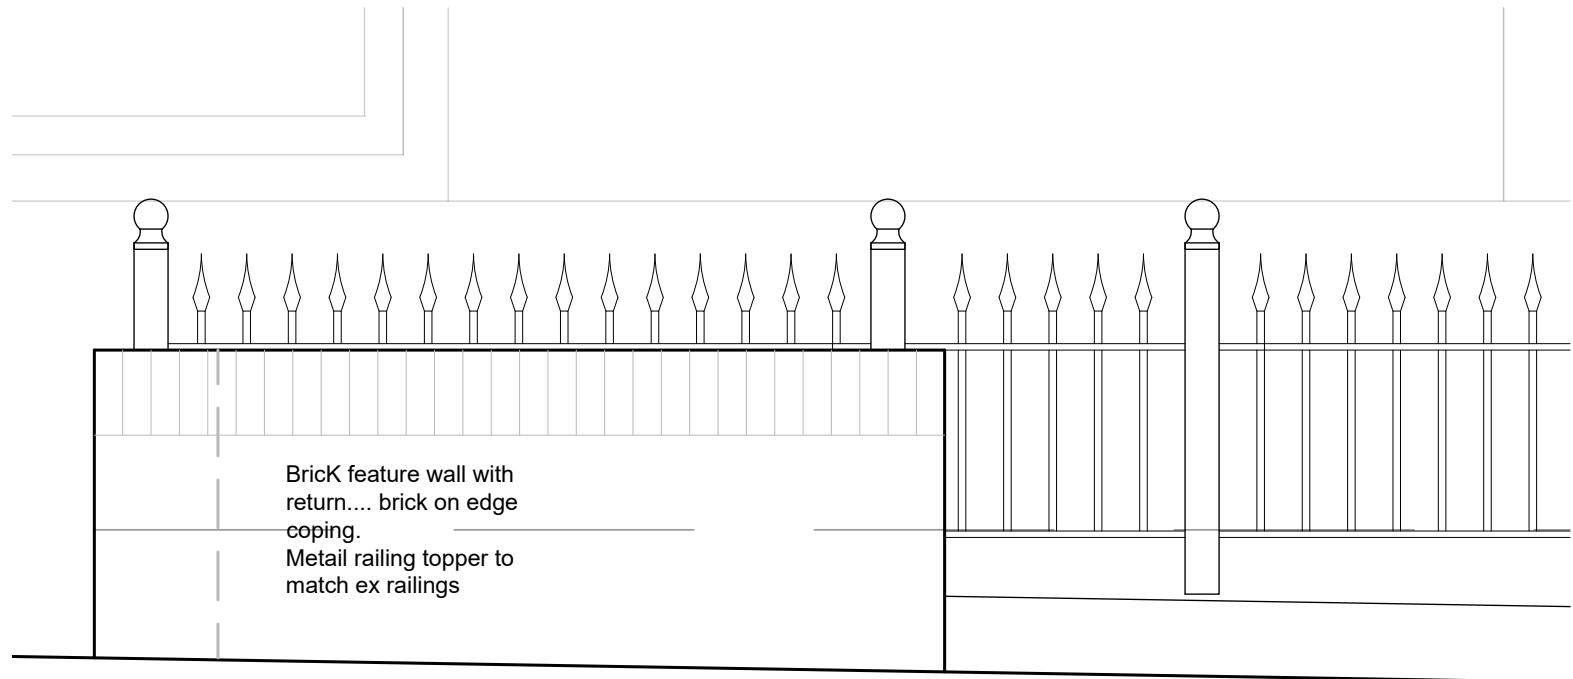 BricK feature wall with
return.... brick on edge
coping.
Metail railing topper to
match ex railings